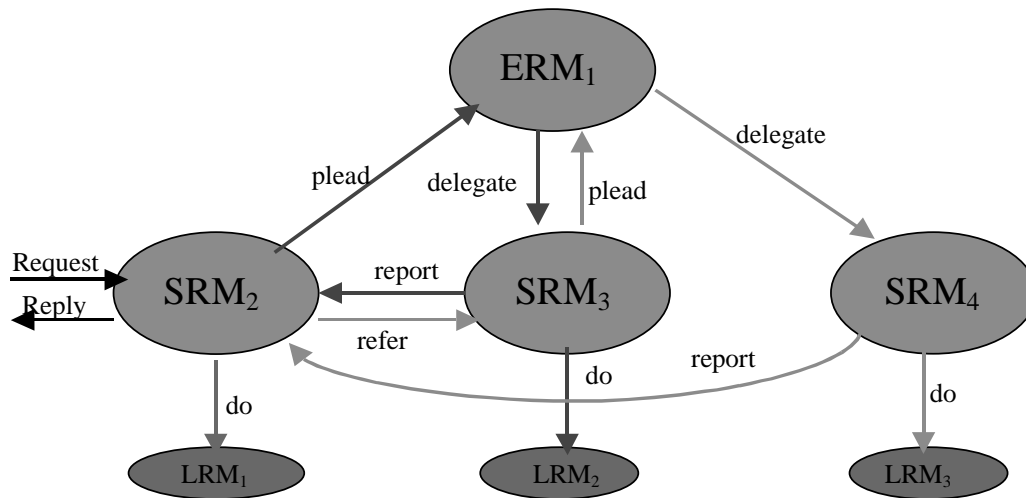 ERM₁
delegate
plead
delegate
plead
Request
report
SRM₂
SRM₃
SRM₄
Reply
refer
report
do
do
do
LRM₁
LRM₂
LRM₃